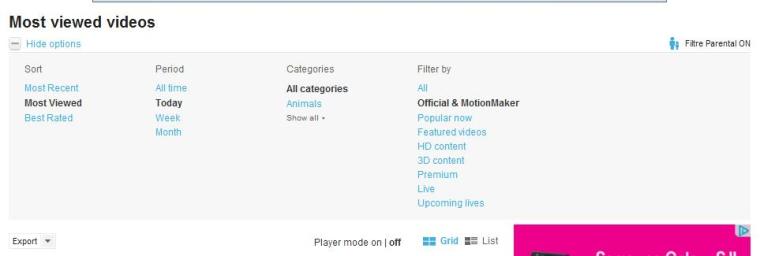 Most viewed videos
Hide options
Filtre Parental ON
Sort
Most Recent
Most Viewed
Best Rated
Period
All time
Today
Week
Month
Categories
All categories
Animals
Show all
Filter by
All
Official & MotionMaker
Popular now
Featured videos
HD content
3D content
Premium
Live
Upcoming lives
Export
Player mode on | off
Grid
List